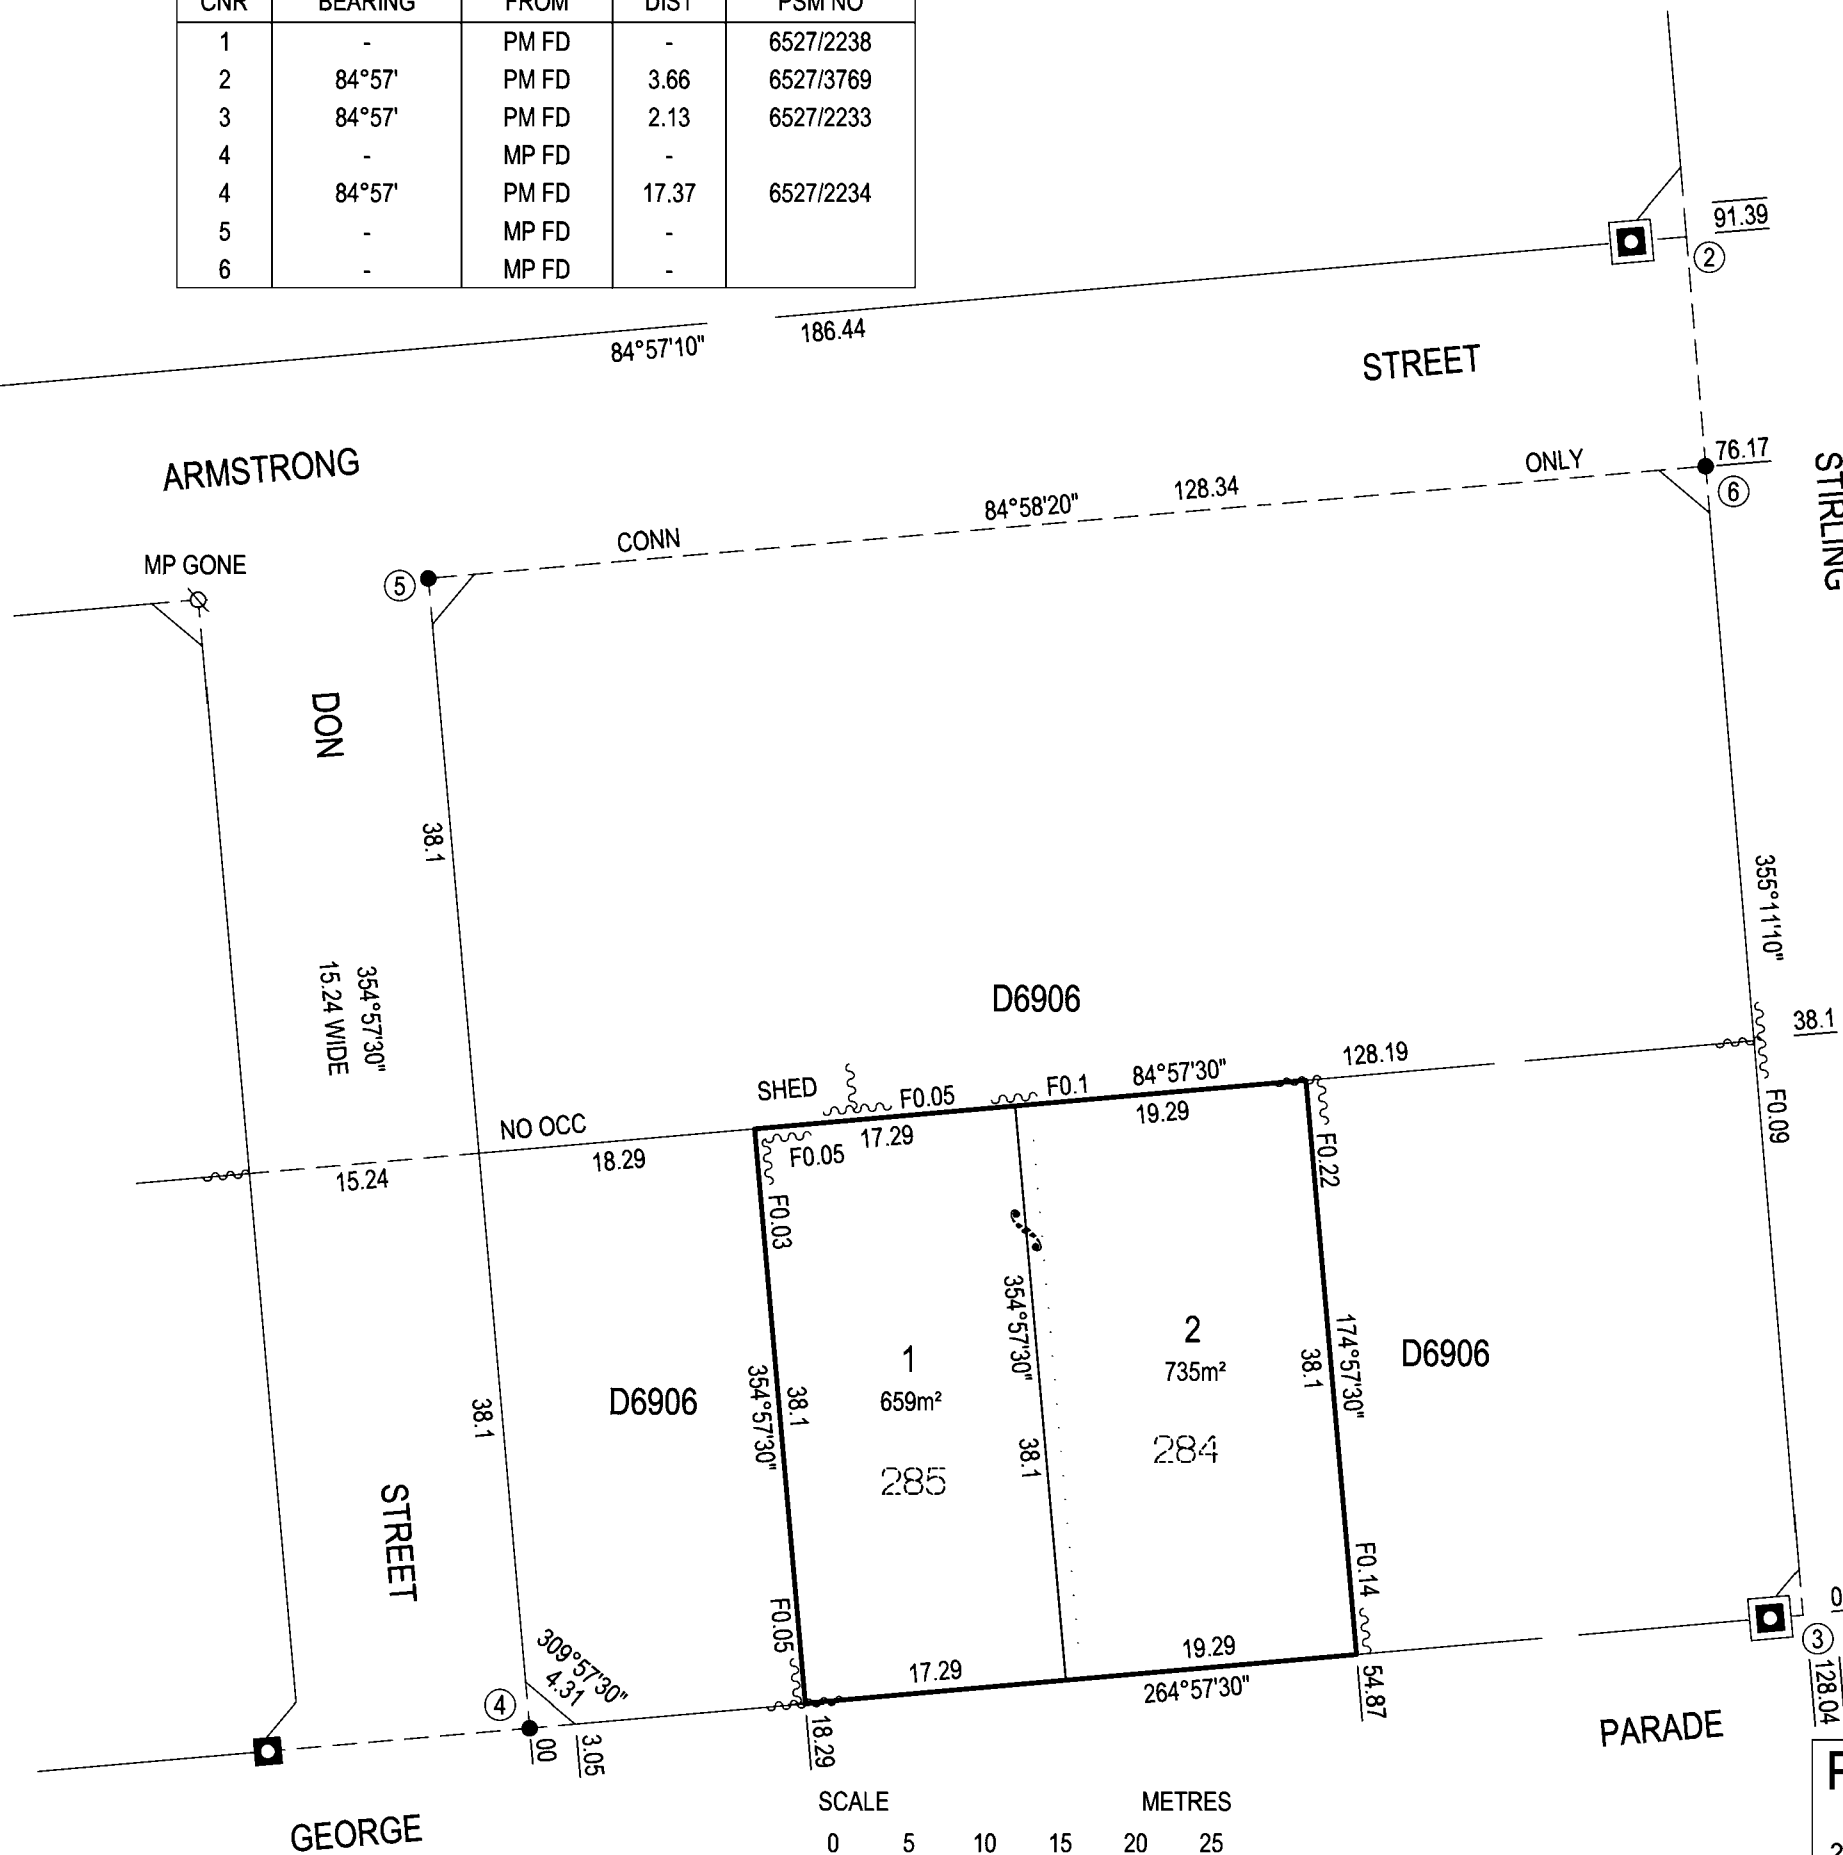 CNR BEARING FROM DIST PSM NO
1 - PM FD - 6527/2238
2 84°57' PM FD 3.66 6527/3769
3 84°57' PM FD 2.13 6527/2233
4 - MP FD -
4 84°57' PM FD 17.37 6527/2234
5 - MP FD -
6 - MP FD -
91.39
2
186.44
84°57'10"
STREET
ARMSTRONG
76.17
ONLY
6
STIRLING
128.34
84°58'20"
CONN
MP GONE
5
DON
38.1
355°11'10"
354°57'30"
15.24 WIDE
D6906
38.1
128.19
84°57'30"
SHED
F0.05
F0.1
19.29
F0.09
NO OCC
17.29
F0.05
18.29
F0.22
15.24
F0.03
354°57'30"
2
735m²
174°57'30"
38.1
D6906
1
659m²
354°57'30"
38.1
D6906
38.1
38.1
284
285
STREET
F0.14
F0.05
0
309°57'30"
4.31
19.29
3
17.29
264°57'30"
54.87
128.04
4
00
3.05
18.29
PARADE
GEORGE
SCALE METRES
0 5 10 15 20 25